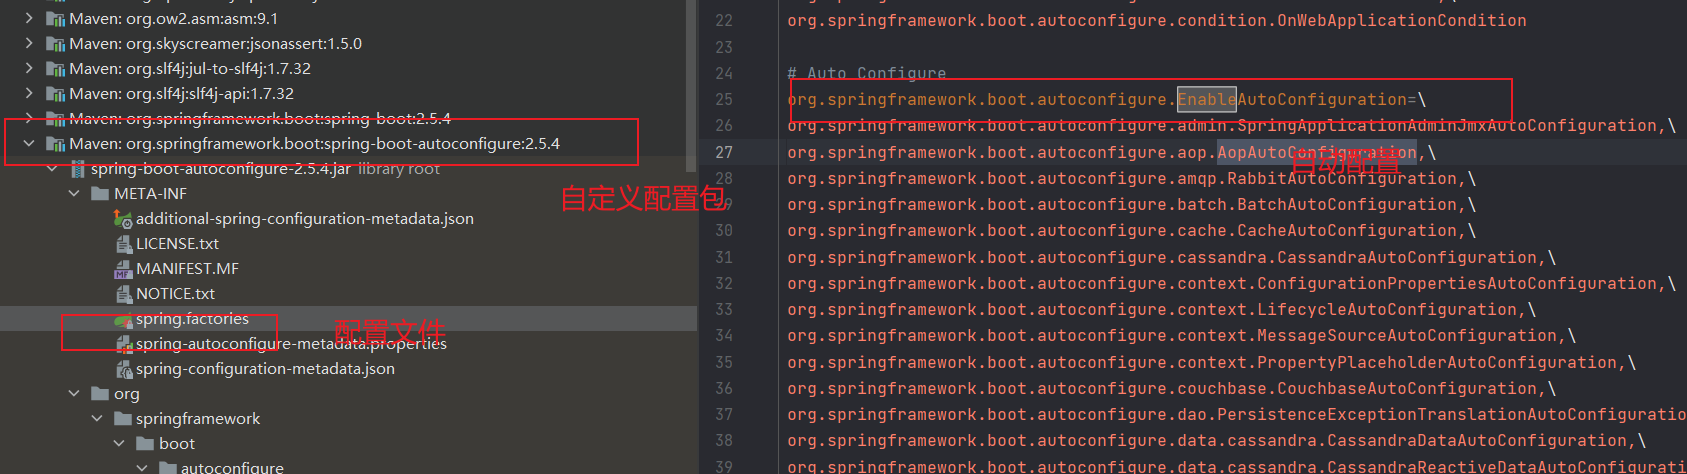 Maven: org.ow2.asm:asm:9.1
Maven: org.skyscreamer:jsonassert:1.5.0
Maven: org.slf4j:jul-to-slf4j:1.7.32
Maven: org.slf4j:slf4j-api:1.7.32
Maven: org.springframework.boot:spring-boot:2.5.4
Maven: org.springframework.boot:spring-boot-autoconfigure:2.5.4
spring-boot-autoconfigure-2.5.4.jar library root
META-INF
自定义配置包
additional-spring-configuration-metadata.json
LICENSE.txt
MANIFEST.MF
NOTICE.txt
spring.factories
配置文件
spring-autoconfigure-metadata.properties
spring-configuration-metadata.json
org
springframework
boot
autoconfigure
22 org.springframework.boot.autoconfigure.condition.OnWebApplicationCondition
23
24 # Auto Configure
25 org.springframework.boot.autoconfigure.EnableAutoConfiguration=\
26 org.springframework.boot.autoconfigure.admin.SpringApplicationAdminJmxAutoConfiguration,\
27 org.springframework.boot.autoconfigure.aop.AopAutoConfiguration,\
自动配置
28 org.springframework.boot.autoconfigure.amqp.RabbitAutoConfiguration,\
29 org.springframework.boot.autoconfigure.batch.BatchAutoConfiguration,\
30 org.springframework.boot.autoconfigure.cache.CacheAutoConfiguration,\
31 org.springframework.boot.autoconfigure.cassandra.CassandraAutoConfiguration,\
32 org.springframework.boot.autoconfigure.context.ConfigurationPropertiesAutoConfiguration,\
33 org.springframework.boot.autoconfigure.context.LifecycleAutoConfiguration,\
34 org.springframework.boot.autoconfigure.context.MessageSourceAutoConfiguration,\
35 org.springframework.boot.autoconfigure.context.PropertyPlaceholderAutoConfiguration,\
36 org.springframework.boot.autoconfigure.couchbase.CouchbaseAutoConfiguration,\
37 org.springframework.boot.autoconfigure.dao.PersistenceExceptionTranslationAutoConfiguratio
38 org.springframework.boot.autoconfigure.data.cassandra.CassandraDataAutoConfiguration,\
39 org.springframework.boot.autoconfigure.data.cassandra.CassandraReactiveDataAutoConfigurati